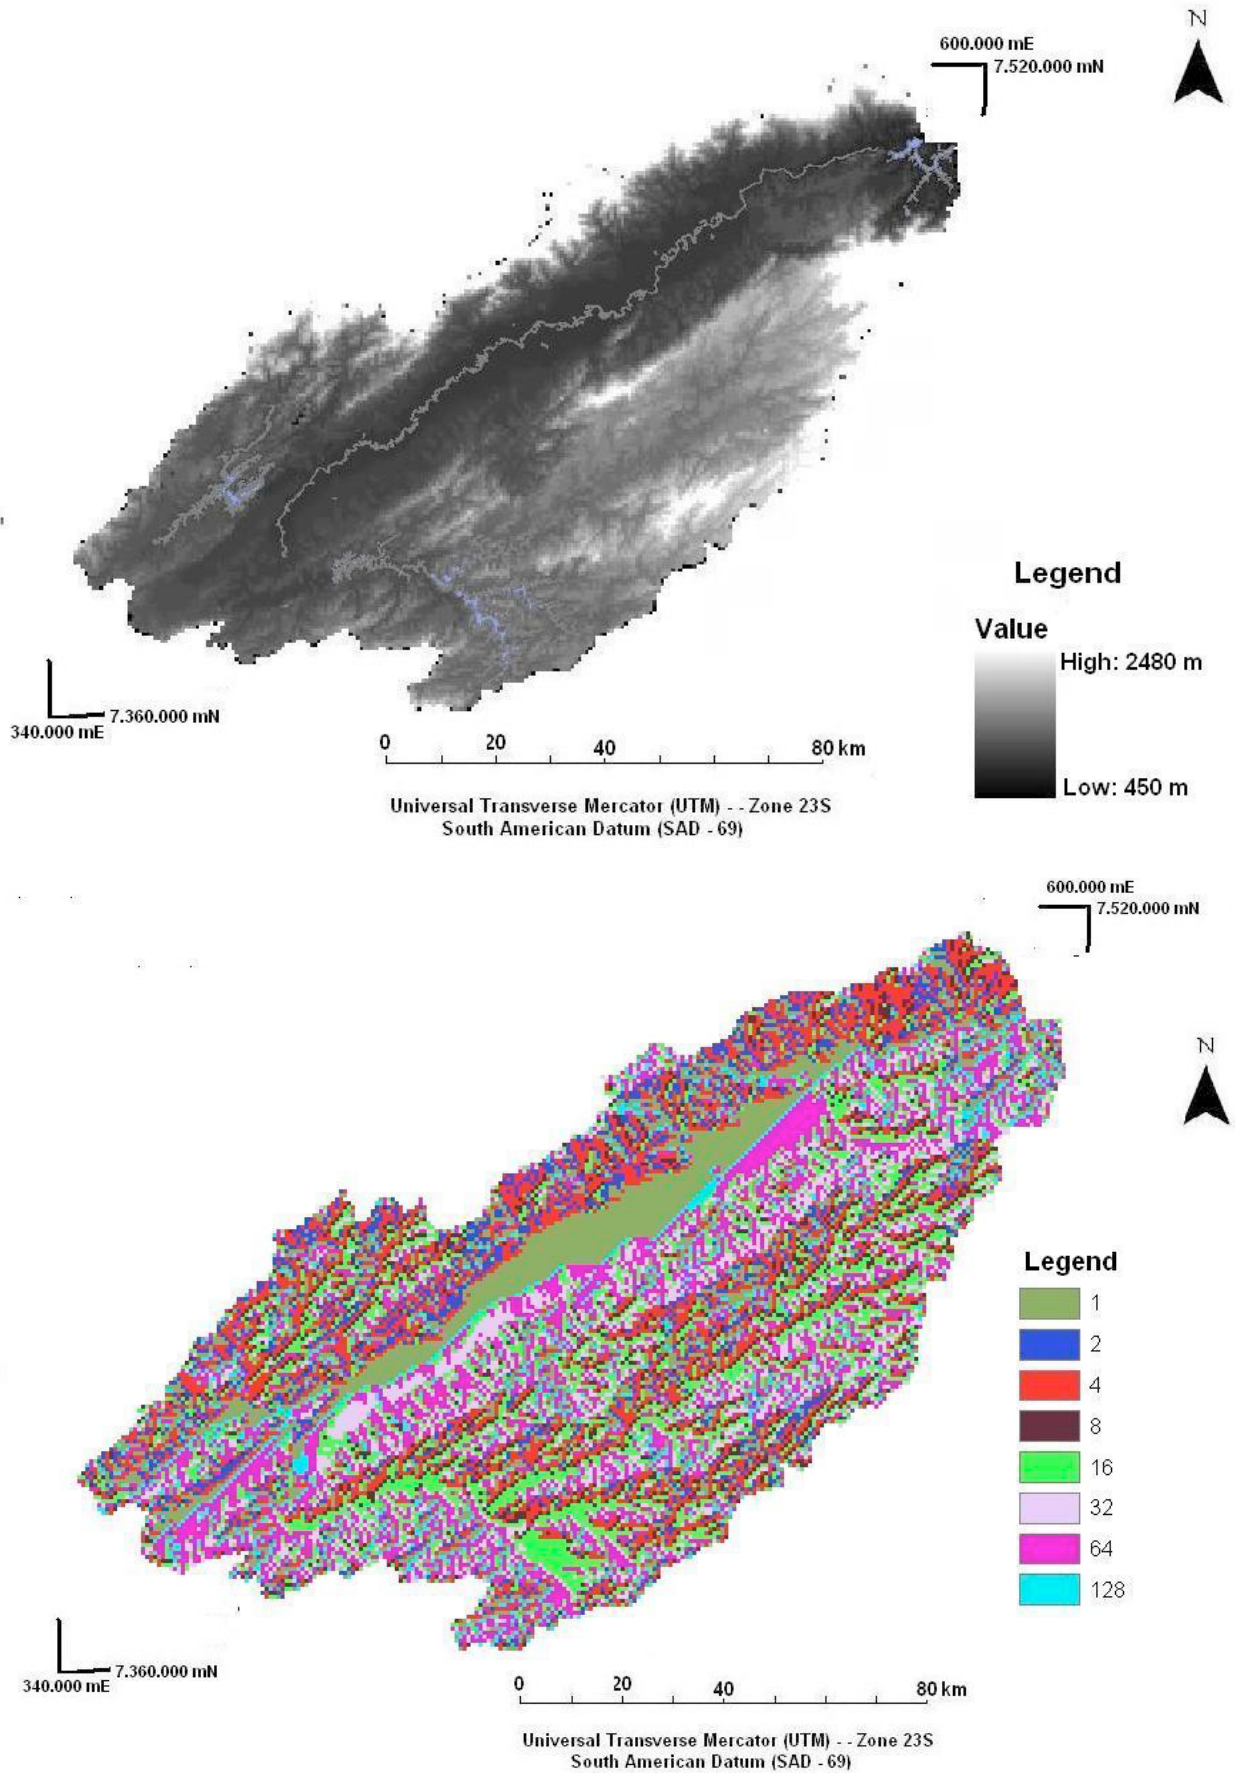 N
600.000 mE
7.520.000 mN
Legend
Value
High: 2480 m
Low: 450 m
7.360.000 mN
340.000 mE
0 20 40 80 km
Universal Transverse Mercator (UTM) - - Zone 23S
South American Datum (SAD - 69)
600.000 mE
7.520.000 mN
N
Legend
1
2
4
8
16
32
64
128
7.360.000 mN
340.000 mE
0 20 40 80 km
Universal Transverse Mercator (UTM) - - Zone 23S
South American Datum (SAD - 69)